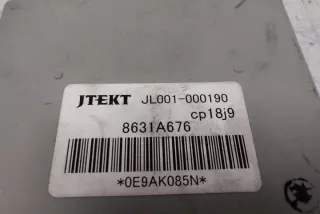 JTEKT JL001-000190
cp18j9
8631A676
*0E9AK085N*